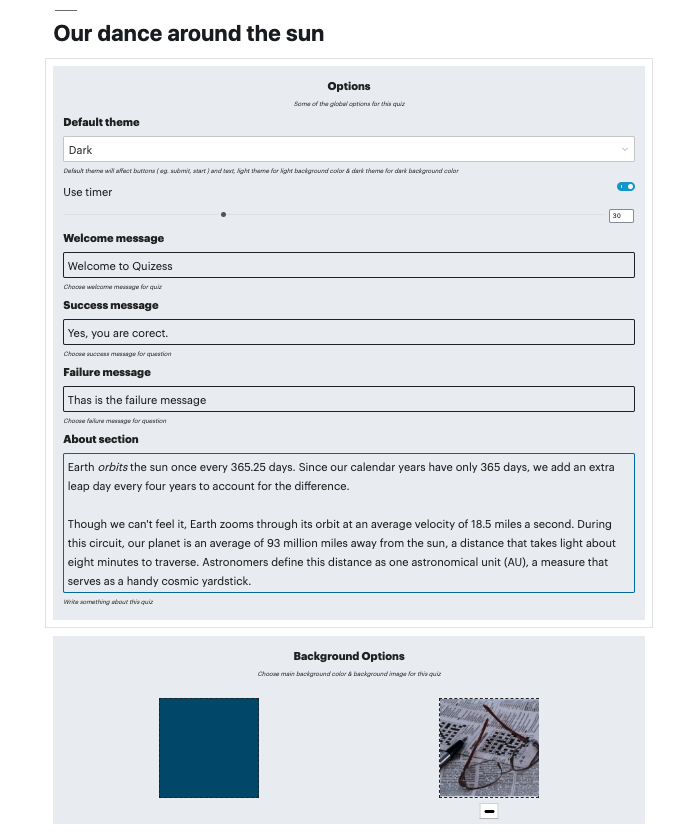 Our dance around the sun
Options
Some of the global options for this quiz
Default theme
Dark
Default theme will affect buttons ( eg. submit, start ) and text, light theme for light background color & dark theme for dark background color
Use timer
30
Welcome message
Welcome to Quizess
Choose welcome message for quiz
Success message
Yes, you are corect.
Choose success message for question
Failure message
Thas is the failure message
Choose failure message for question
About section
Earth orbits the sun once every 365.25 days. Since our calendar years have only 365 days, we add an extra
leap day every four years to account for the difference.
Though we can't feel it, Earth zooms through its orbit at an average velocity of 18.5 miles a second. During
this circuit, our planet is an average of 93 million miles away from the sun, a distance that takes light about
eight minutes to traverse. Astronomers define this distance as one astronomical unit (AU), a measure that
serves as a handy cosmic yardstick.
Write something about this quiz
Background Options
Choose main background color & background image for this quiz